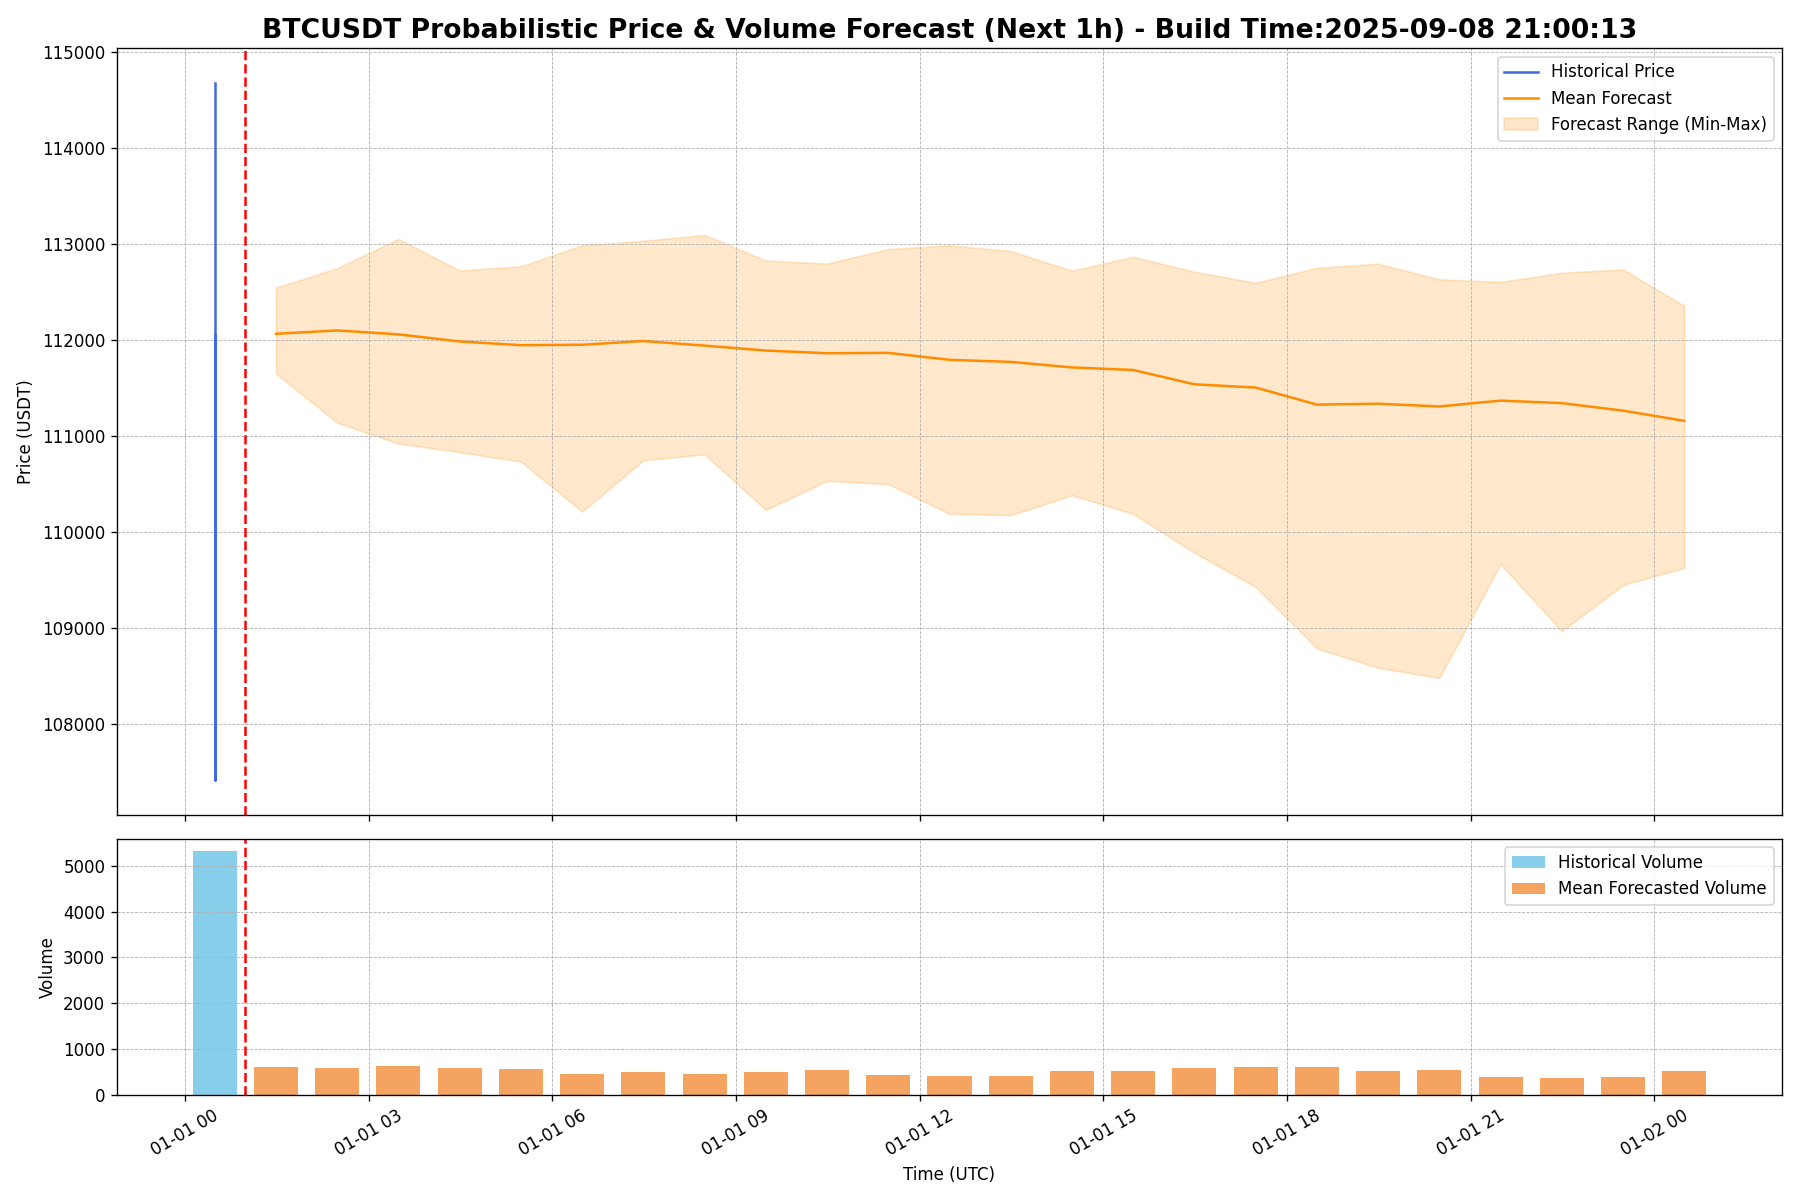 BTCUSDT Probabilistic Price & Volume Forecast (Next 1h) - Build Time:2025-09-08 21:00:13
Historical Price
Mean Forecast
Forecast Range (Min-Max)
115000
114000
113000
112000
111000
110000
109000
108000
Price (USDT)
Historical Volume
Mean Forecasted Volume
5000
4000
3000
2000
1000
0
Volume
01-01 00
01-01 03
01-01 06
01-01 09
01-01 12
01-01 15
01-01 18
01-01 21
01-02 00
Time (UTC)